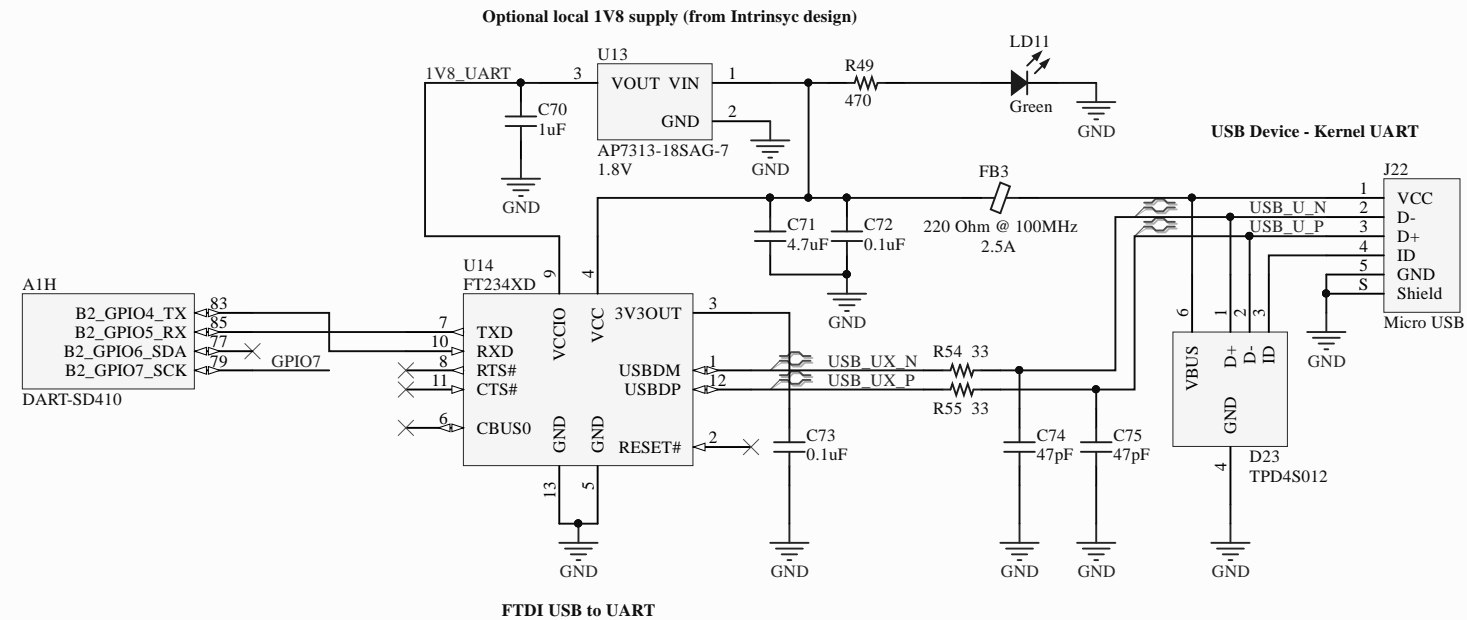 Optional local 1V8 supply (from Intrinsyc design)
LD11
U13
1V8_UART
3
VOUT VIN
1
R49
470
Green
GND
C70
1uF
GND
2
AP7313-18SAG-7
1.8V
GND
GND
USB Device - Kernel UART
FB3
220 Ohm @ 100MHz
2.5A
J22
1
VCC
USB_U_N
2
D-
USB_U_P
3
D+
4
ID
5
GND
S
Shield
Micro USB
GND
C71
4.7uF
C72
0.1uF
GND
U14
FT234XD
9
4
VCCIO
VCC
3V3OUT
3
A1H
B2_GPIO4_TX
83
B2_GPIO5_RX
85
B2_GPIO6_SDA
77
B2_GPIO7_SCK
79
GPIO7
DART-SD410
7
TXD
10
RXD
8
RTS#
11
CTS#
6
CBUS0
USBDM
1
USB_UX_N
R54 33
USBDP
12
USB_UX_P
R55 33
GND
GND
RESET#
2
13
5
GND
C73
0.1uF
GND
C74
47pF
GND
C75
47pF
GND
6
1
2
3
VBUS
D+
D-
ID
GND
4
D23
TPD4S012
GND
FTDI USB to UART